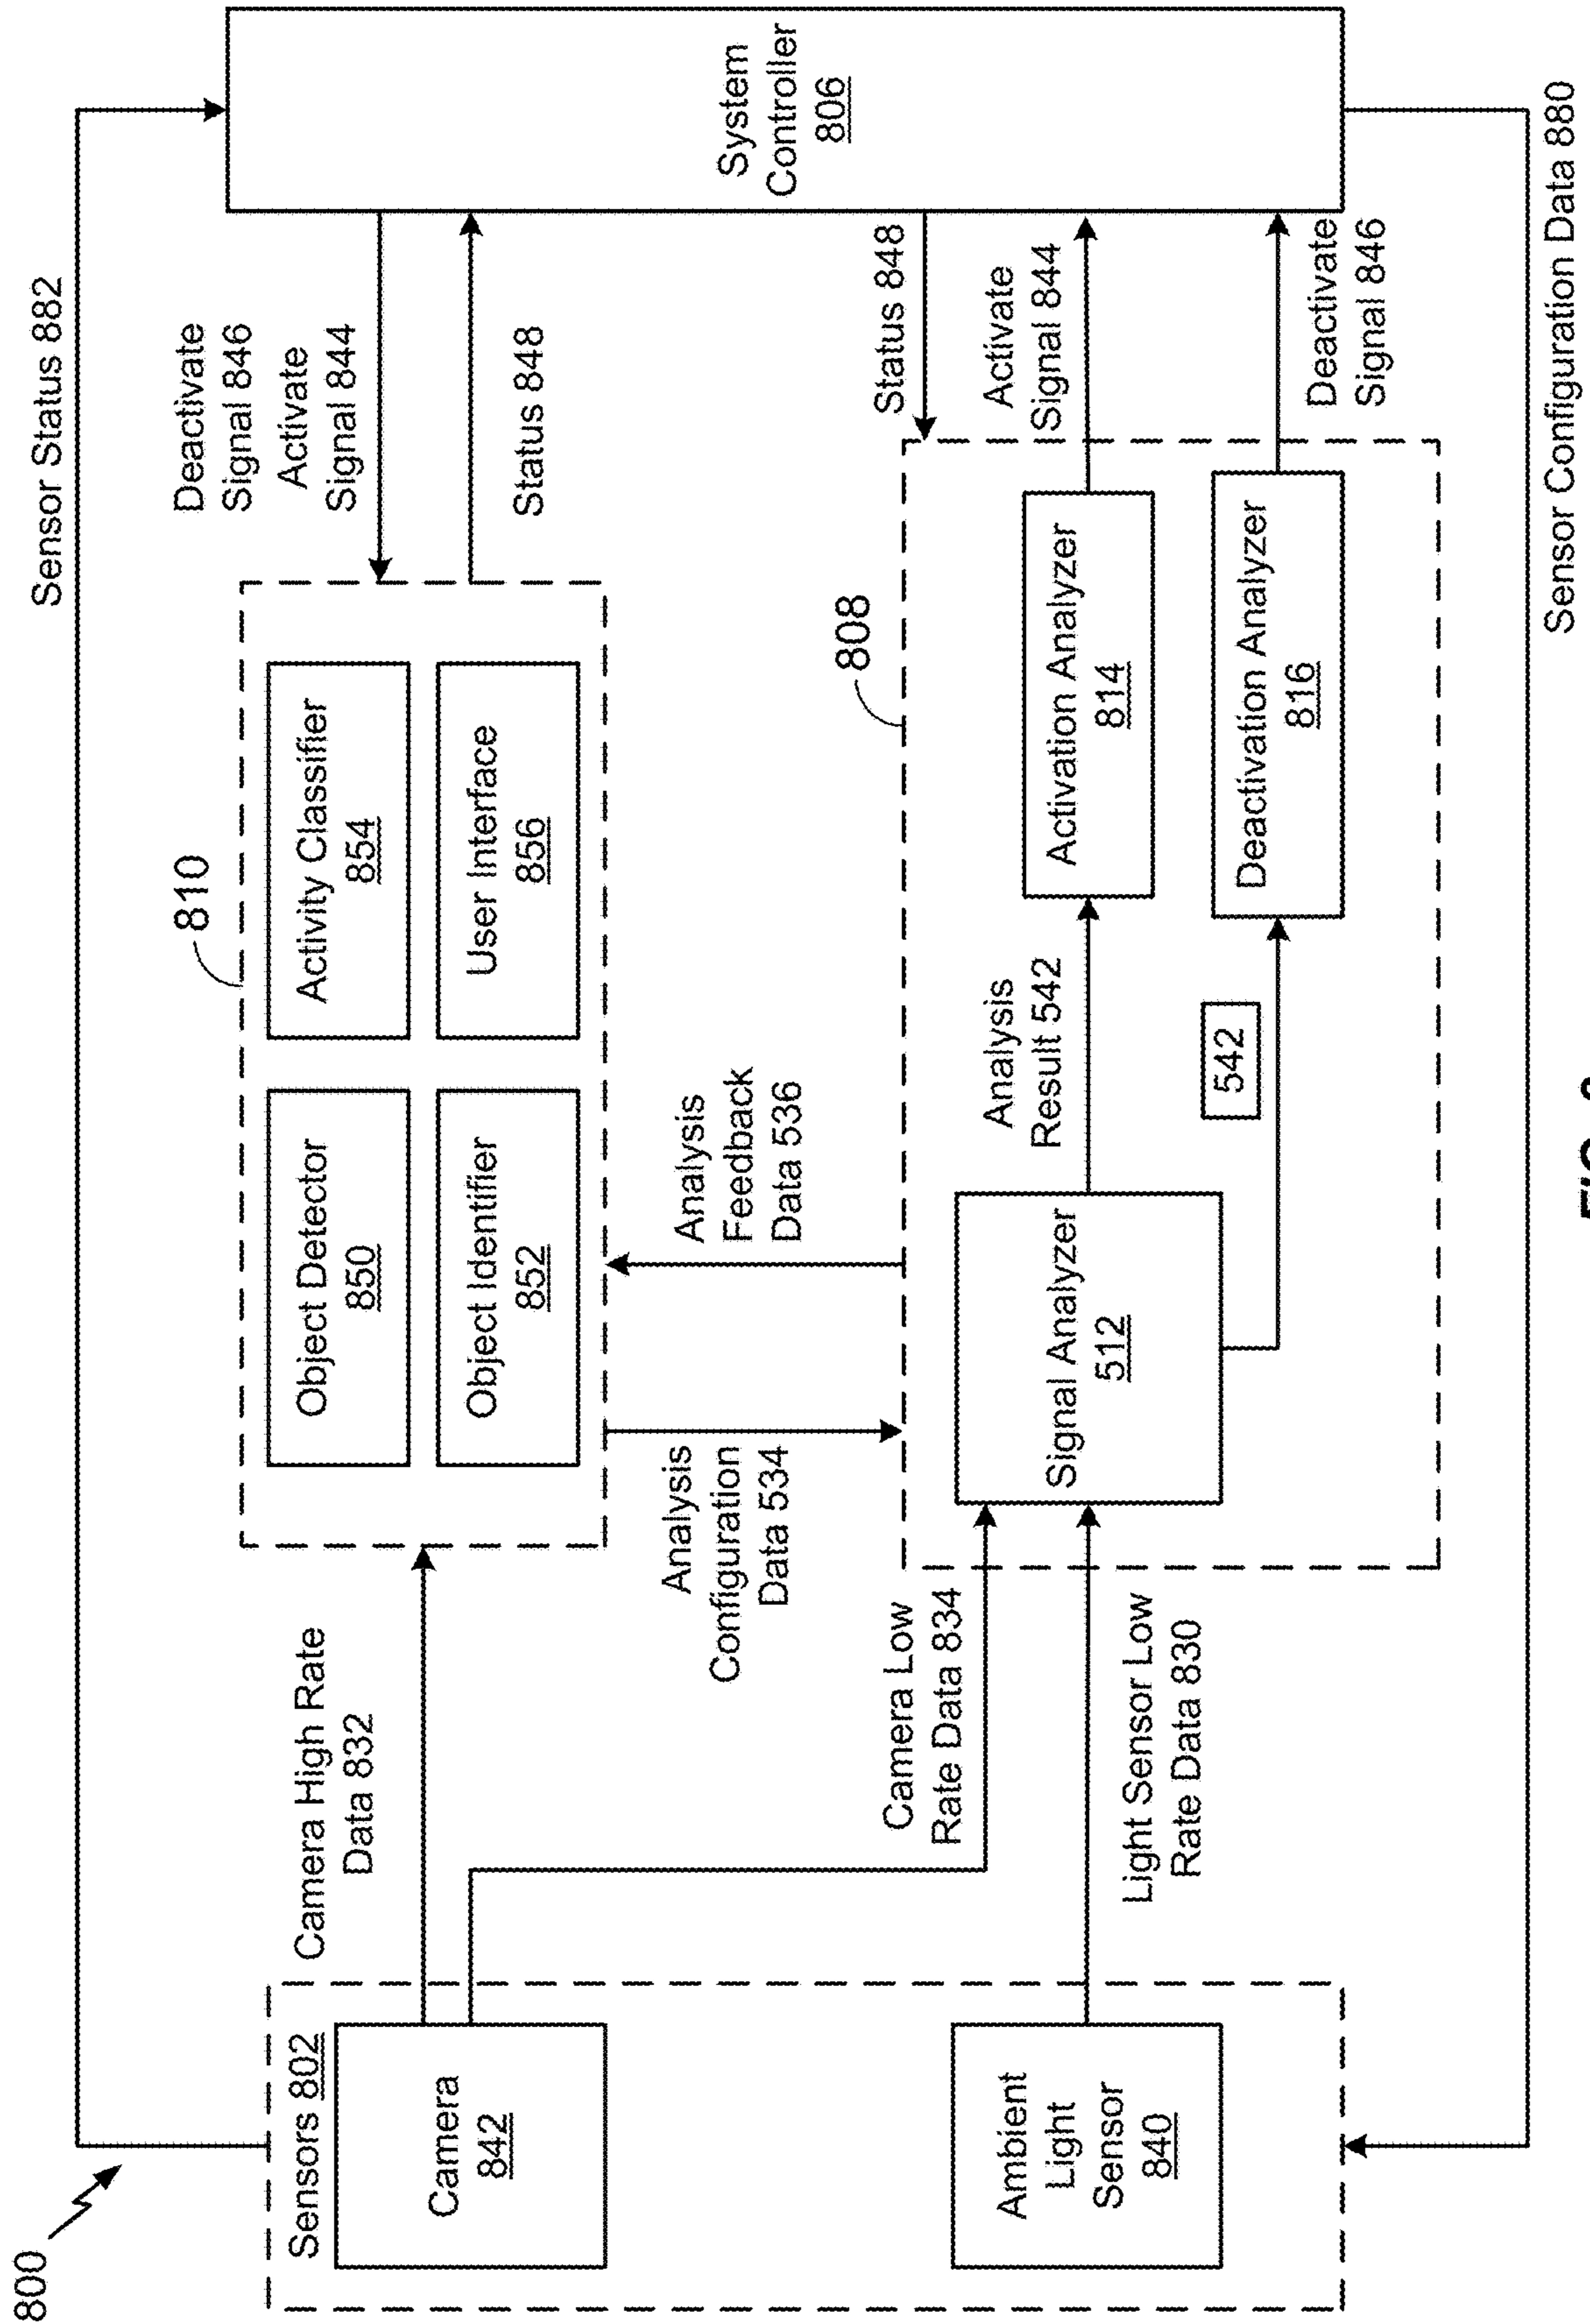 800
Sensor Status 882
Sensors 802
Camera
842
Ambient
Light
Sensor
840
Camera High Rate
Data 832
Camera Low
Rate Data 834
Light Sensor Low
Rate Data 830
810
Object Detector
850
Activity Classifier
854
Object Identifier
852
User Interface
856
Deactivate
Signal 846
Activate
Signal 844
Status 848
Analysis
Configuration
Data 534
Analysis
Feedback
Data 536
808
Signal Analyzer
512
Analysis
Result 542
542
Activation Analyzer
814
Deactivation Analyzer
816
Status 848
Activate
Signal 844
Deactivate
Signal 846
System
Controller
806
Sensor Configuration Data 880